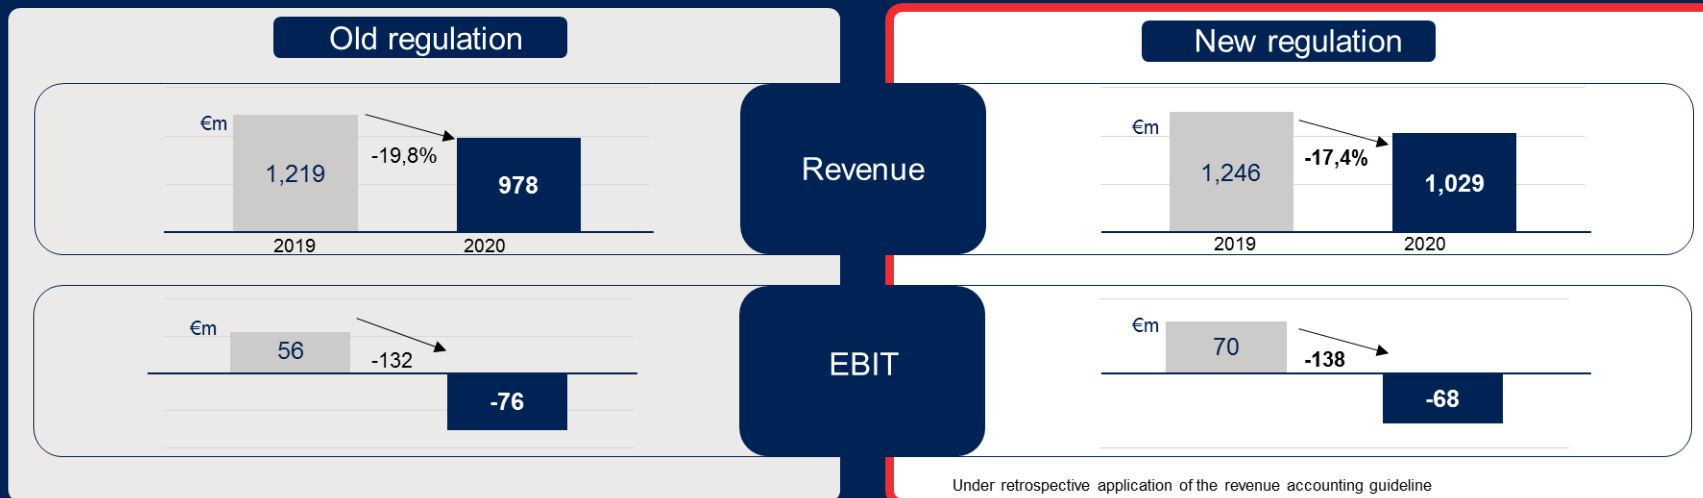 Old regulation
€m
1,219
-19,8%
978
2019
2020
Revenue
New regulation
€m
1,246
-17,4%
1,029
2019
2020
€m
56
-132
-76
EBIT
€m
70
-138
-68
Under retrospective application of the revenue accounting guideline